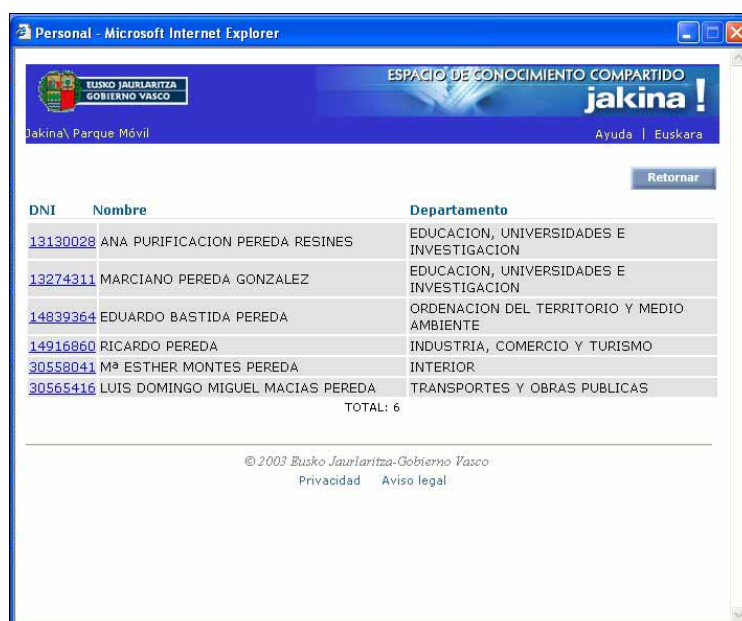 Personal - Microsoft Internet Explorer
EUSKO JAURLARITZA
GOBIERNO VASCO
ESPACIO DE CONOCIMIENTO COMPARTIDO
jakina !
Jakina\ Parque Móvil
Ayuda | Euskara
Retornar
DNI Nombre Departamento
13130028 ANA PURIFICACION PEREDA RESINES EDUCACION, UNIVERSIDADES E
INVESTIGACION
13274311 MARCIANO PEREDA GONZALEZ EDUCACION, UNIVERSIDADES E
INVESTIGACION
14839364 EDUARDO BASTIDA PEREDA ORDENACION DEL TERRITORIO Y MEDIO
AMBIENTE
14916860 RICARDO PEREDA INDUSTRIA, COMERCIO Y TURISMO
30558041 Mª ESTHER MONTES PEREDA INTERIOR
30565416 LUIS DOMINGO MIGUEL MACIAS PEREDA TRANSPORTES Y OBRAS PUBLICAS
TOTAL: 6
© 2003 Eusko Jaurlaritza-Gobierno Vasco
Privacidad Aviso legal